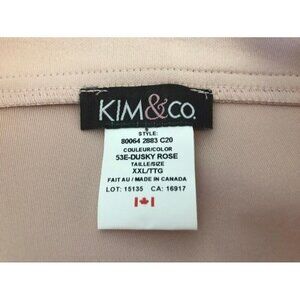 KIM&CO.
STYLE:
80064 2883 C20
COULEUR/COLOR
53E-DUSKY ROSE
TAILLE/SIZE
XXL/TTG
FAIT AU / MADE IN CANADA
LOT: 15135 CA: 16917